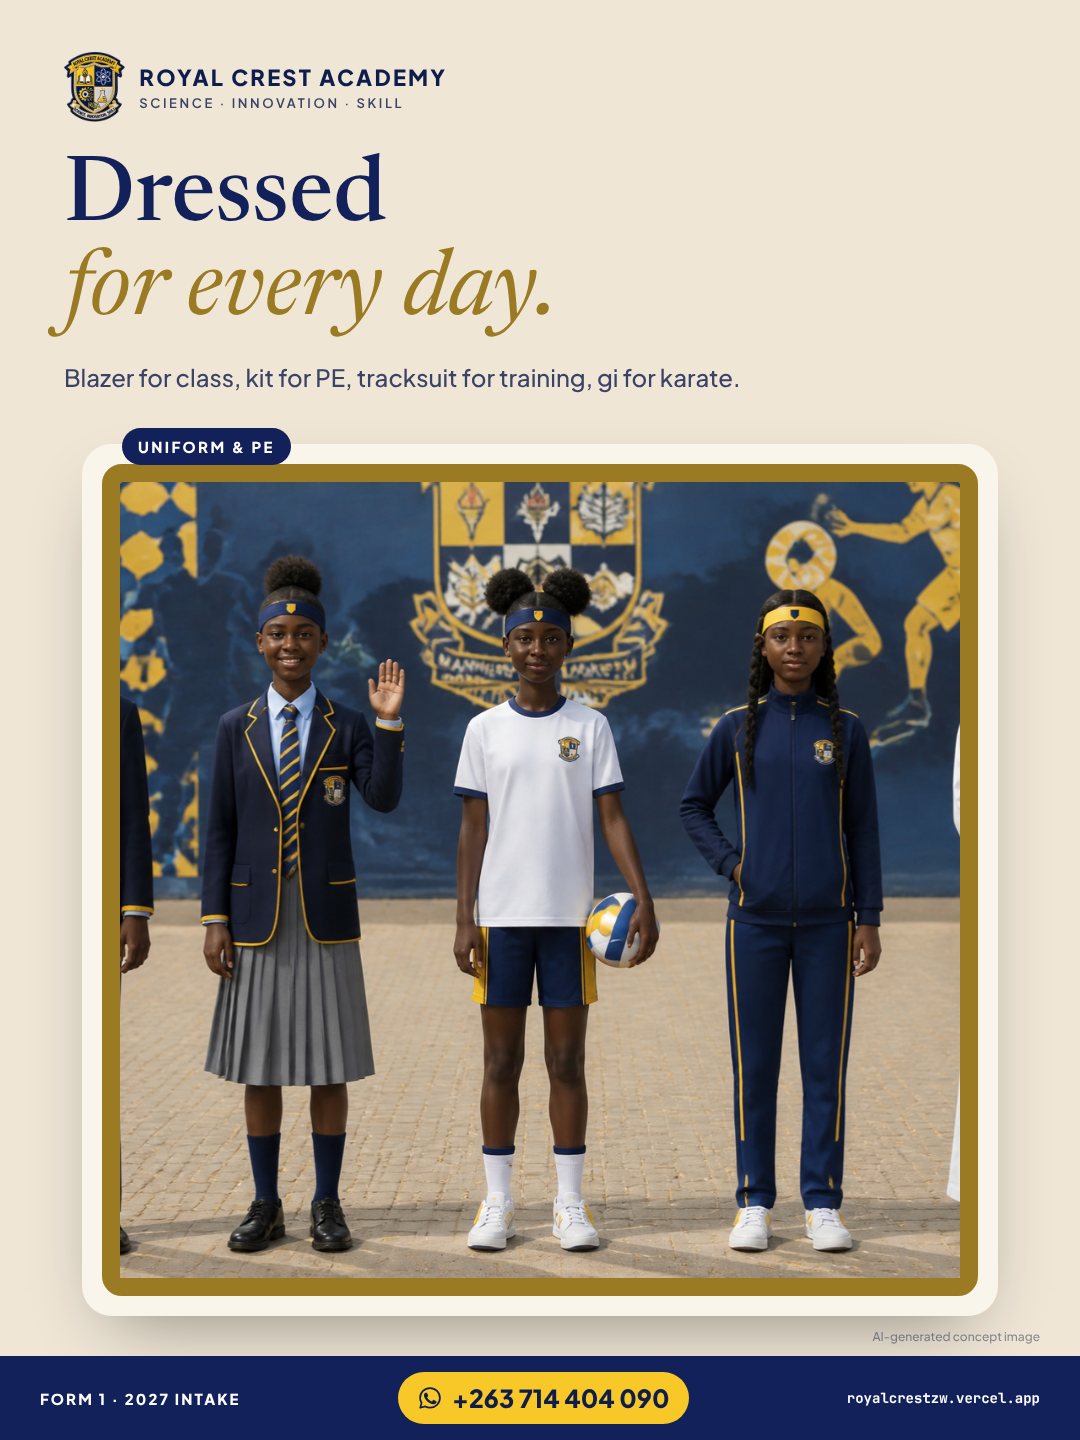 ROYAL CREST ACADEMY
SCIENCE · INNOVATION · SKILL
Dressed
for every day.
Blazer for class, kit for PE, tracksuit for training, gi for karate.
UNIFORM & PE
AI-generated concept image
FORM 1 · 2027 INTAKE
+263 714 404 090
royalcrestzw.vercel.app